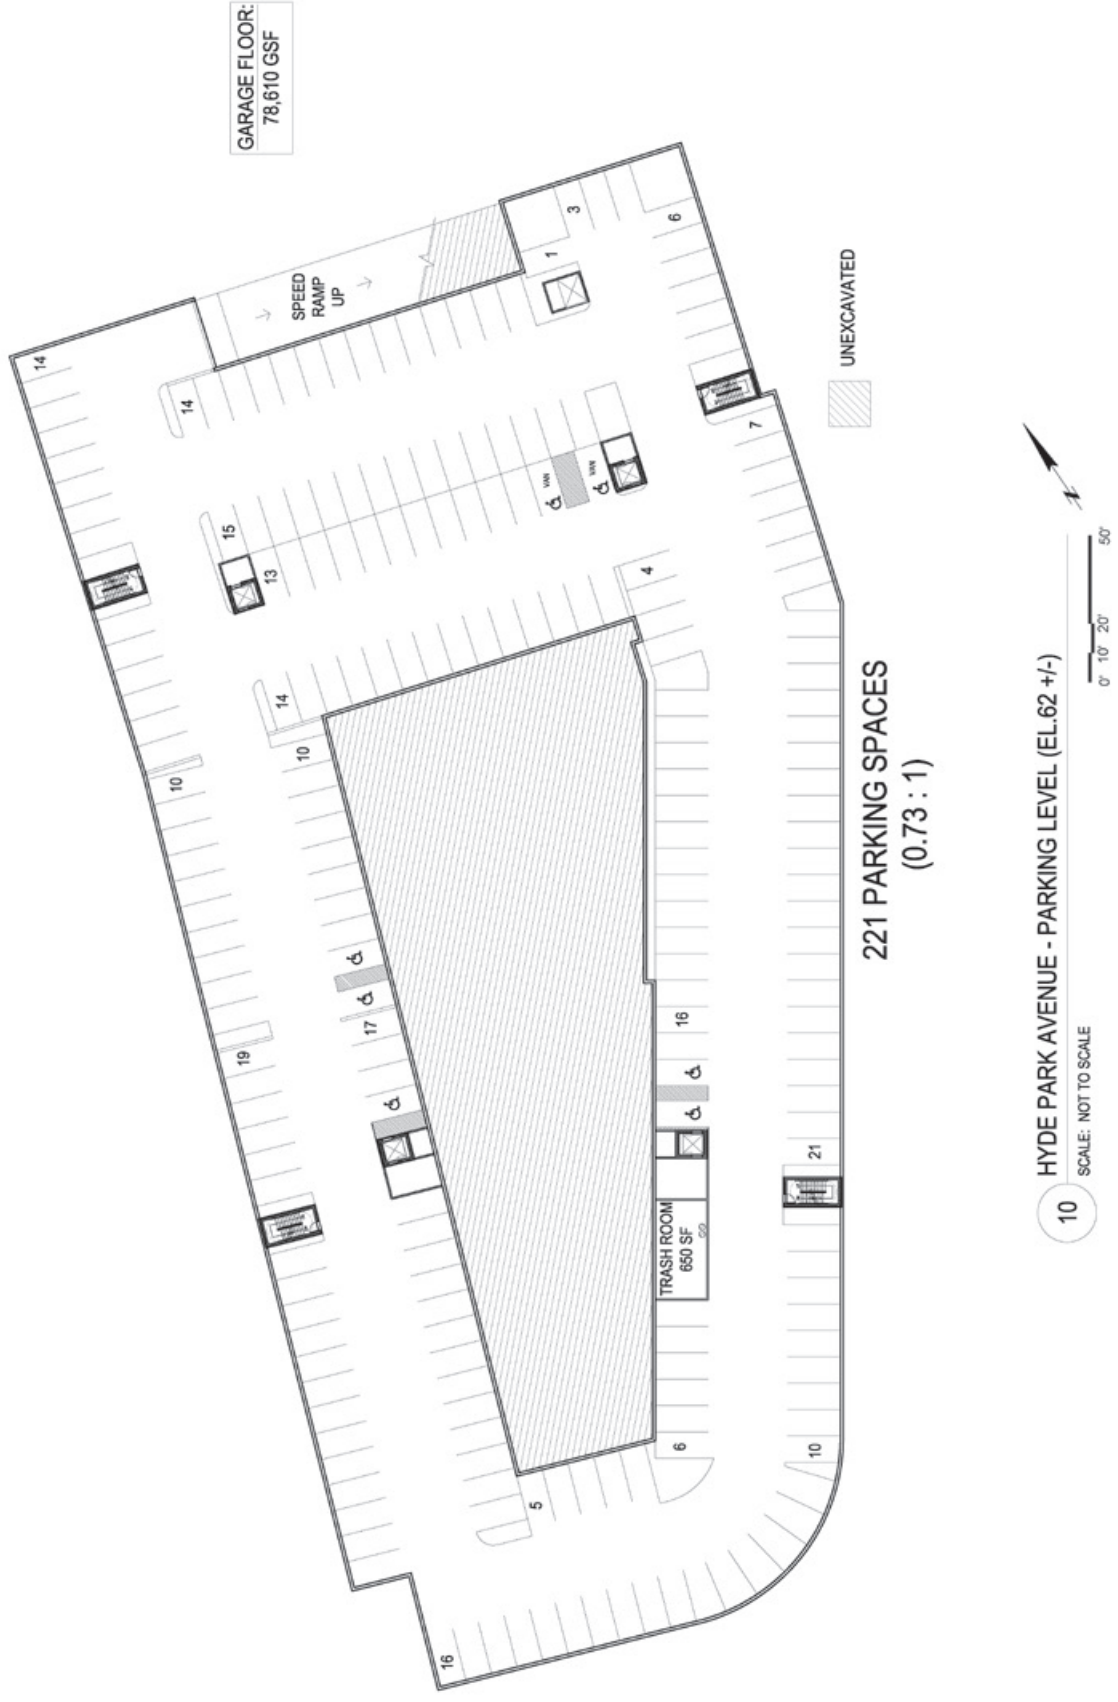 GARAGE FLOOR:
78,610 GSF
14
SPEED
RAMP
UP
3
1
6
14
15
13
VAN
VAN
7
UNEXCAVATED
4
14
10
10
19
17
16
21
TRASH ROOM
650 SF
6
10
5
16
221 PARKING SPACES
(0.73 : 1)
10
HYDE PARK AVENUE - PARKING LEVEL (EL.62 +/-)
SCALE: NOT TO SCALE
0' 10' 20' 50'
N